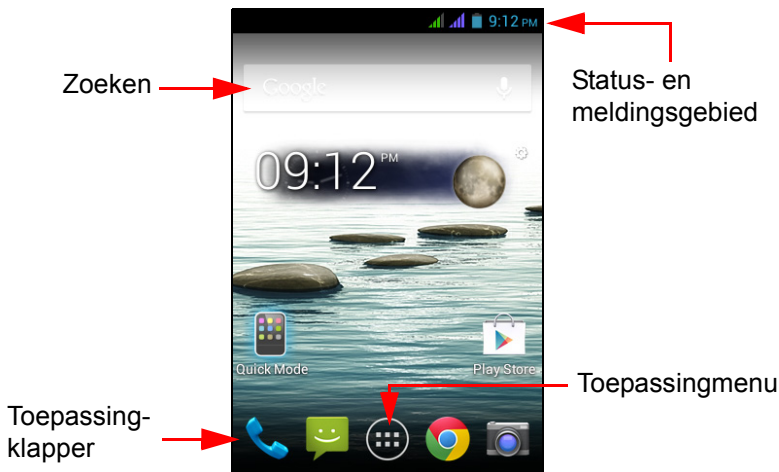 9:12 PM
Zoeken
Google
Status- en
meldingsgebied
09:12 PM
Quick Mode
Play Store
Toepassingmenu
Toepassing-
klapper